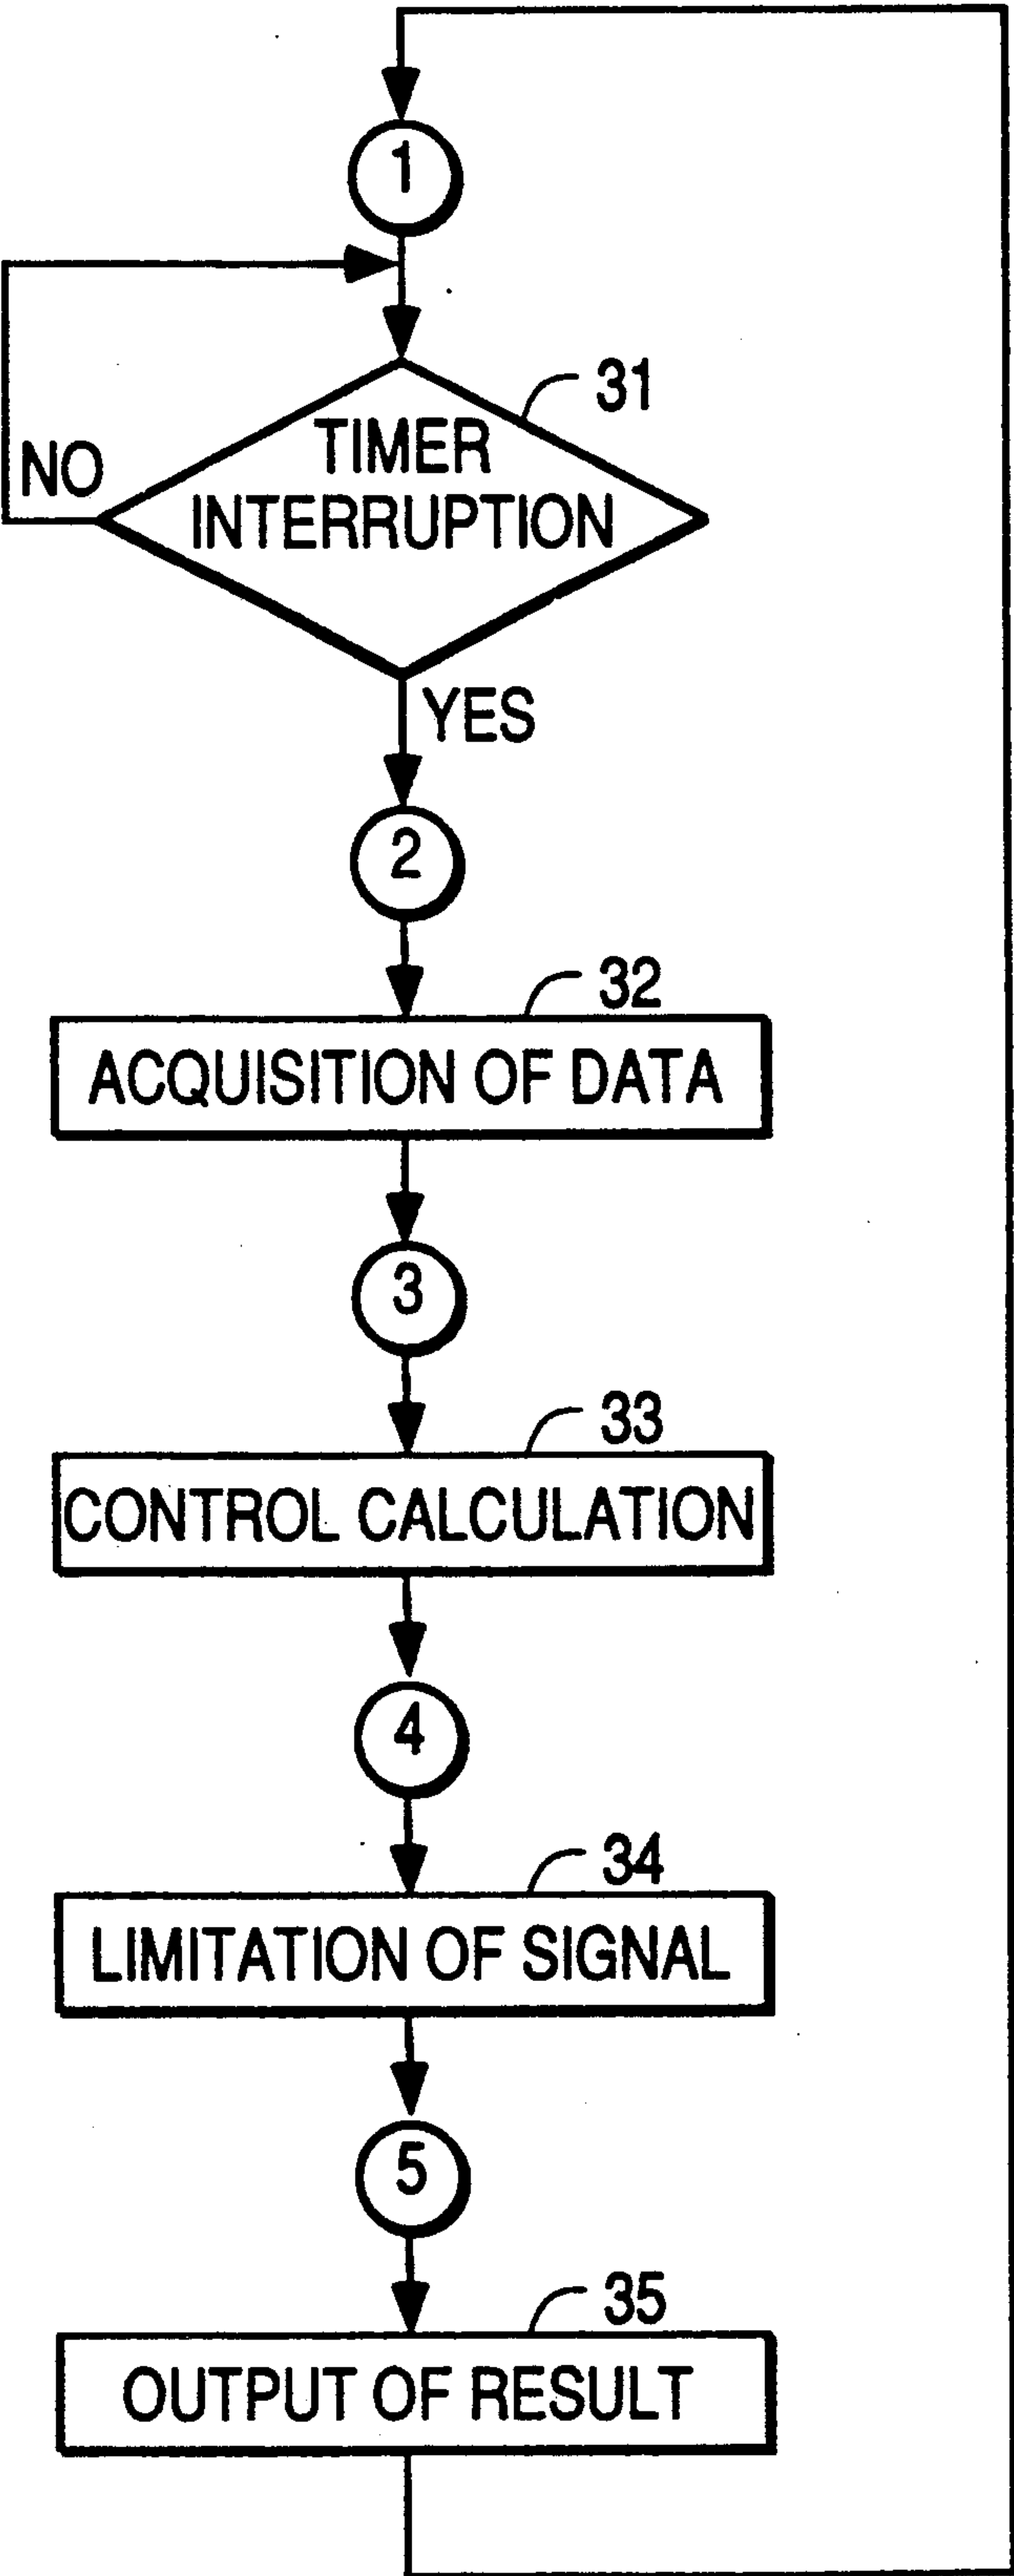 1
31
TIMER
INTERRUPTION
NO
YES
2
32
ACQUISITION OF DATA
3
33
CONTROL CALCULATION
4
34
LIMITATION OF SIGNAL
5
35
OUTPUT OF RESULT